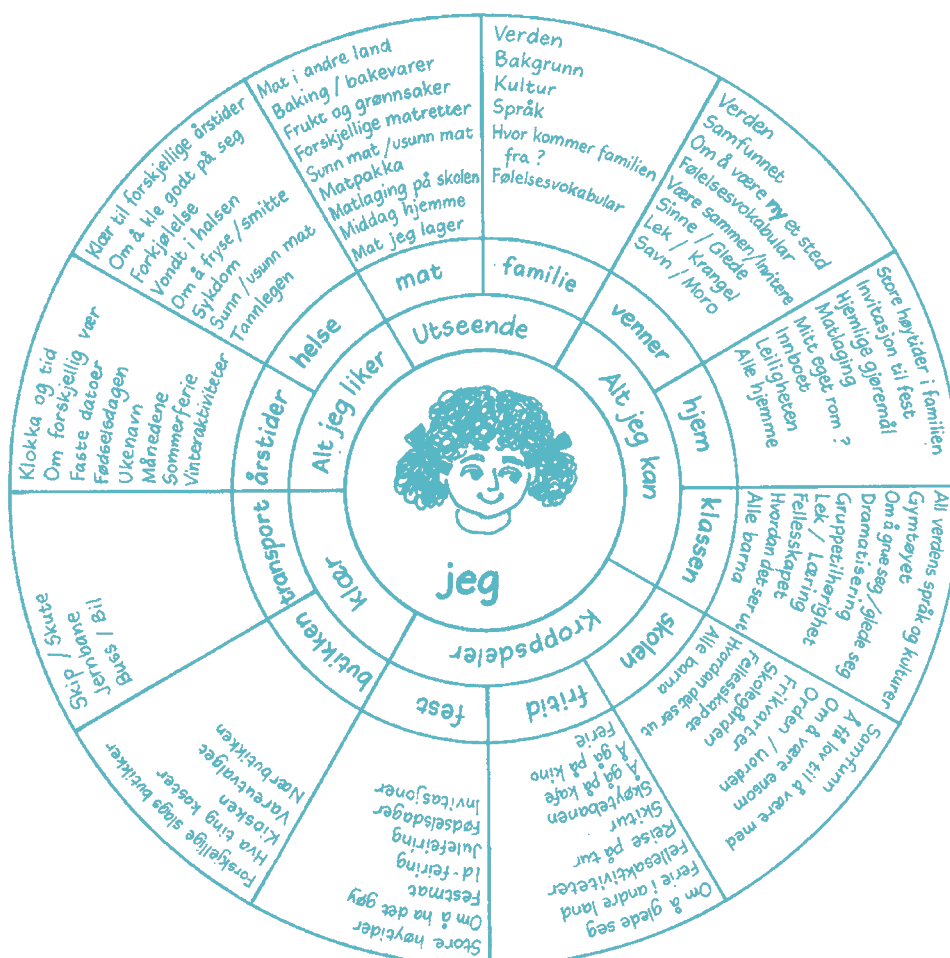 jeg
Utseende
Alt jeg kan
Kroppsdeler
klær
Alt jeg liker
mat
Mat i andre land
Baking / bakevarer
Frukt og grønnsaker
Forskjellige matretter
Sunn mat /usunn mat
Matpakka
Matlaging på skolen
Middag hjemme
Mat jeg lager
familie
Verden
Bakgrunn
Kultur
Språk
Hvor kommer familien
fra ?
Følelsesvokabular
venner
Verden
Samfunnet
Om å være ny et sted
Følelsesvokabular
Være sammen/Invitere
Sinne / Glede
Lek / Krangel
Savn / Moro
hjem
Store høytider i familien
Invitasjon til fest
Hjemlige gjøremål
Matlaging
Mitt eget rom ?
Innboet
Leiligheten
Alle hjemme
klassen
All verdens språk og kulturer
Gymtøyet
Om å grue seg/glede seg
Dramatisering
Gruppetilhørighet
Lek / Læring
Fellesskapet
Hvordan det ser ut
Alle barna
skolen
Samfunn
Å få lov til å være med
Om å være ensom
Orden / uorden
Frikvarter
Skolegården
Fellesskapet
Hvordan det ser ut
Alle barna
fritid
Om å glede seg
Ferie i andre land
Fellesaktiviteter
Reise på tur
Skitur
Skøytebanen
Å gå på kafe
Å ga på kino
Ferie
fest
Store høytider
Om å ha det gøy
Festmat
Id-feiring
Julefeiring
Fødselsdager
Invitasjoner
butikken
Forskjellige slags butikker
Hva ting koster
Kiosken
Vareutvalget
Nærbutikken
transport
Skip / Skute
Jernbane
Buss / Bil
årstider
Klokka og tid
Om forskjellig vær
Faste datoer
Fødselsdagen
Ukenavn
Månedene
Sommerferie
Vinteraktiviteter
helse
Klær til forskjellige årstider
Om å kle godt på seg
Forkjølelse
Vondt i halsen
Om å fryse/smitte
Sykdom
Sunn /usunn mat
Tannlegen